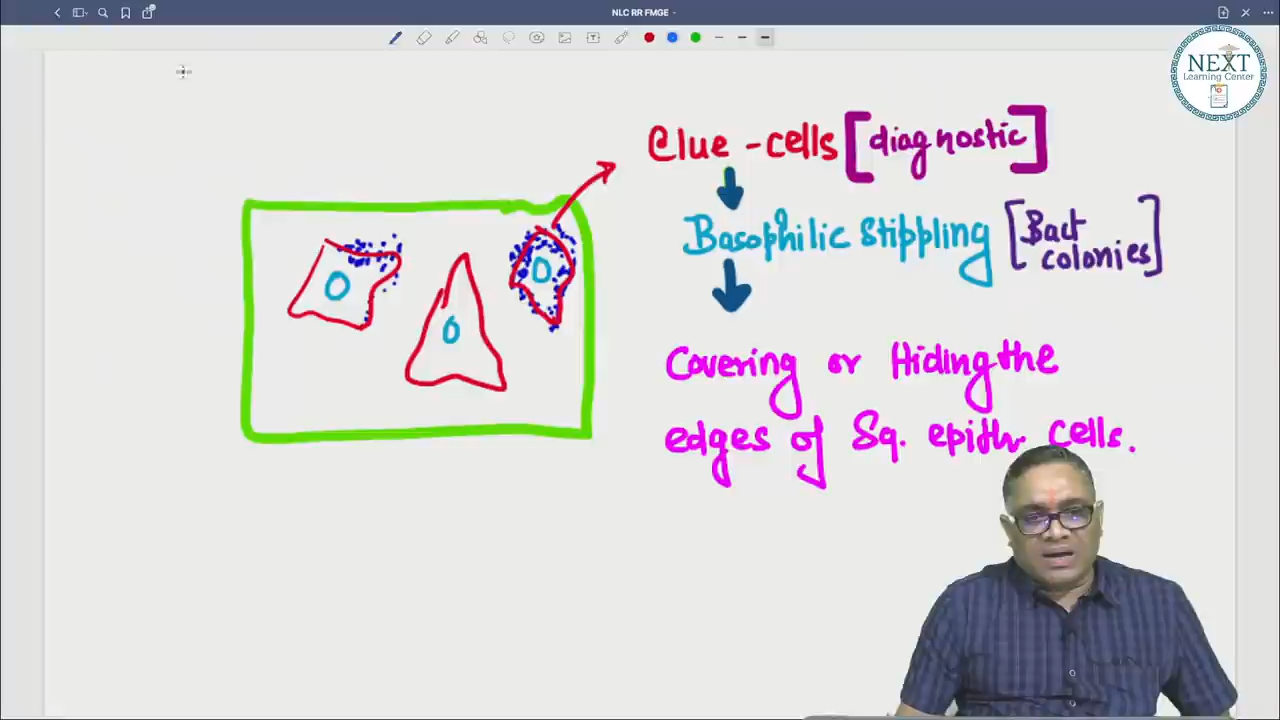 NLC RR FMGE
NEXT
Learning Center
Clue - cells [diagnostic]
Basophilic Stippling [Bact colonies]
Covering or Hiding the
edges of Sq. epith. cells.